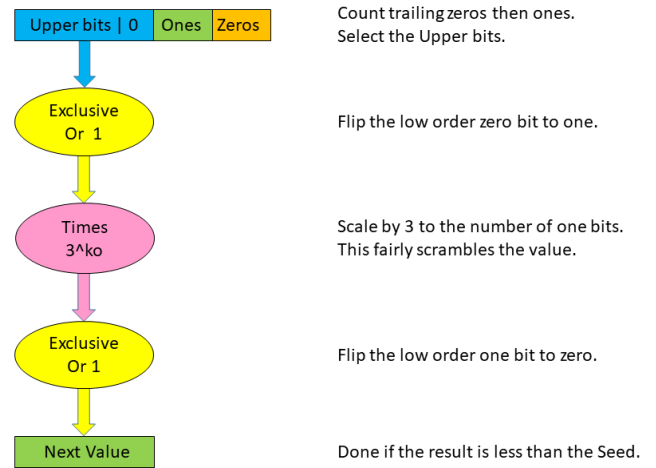 Upper bits | 0 Ones Zeros
Count trailing zeros then ones.
Select the Upper bits.
Exclusive
Or 1
Flip the low order zero bit to one.
Times
3^ko
Scale by 3 to the number of one bits.
This fairly scrambles the value.
Exclusive
Or 1
Flip the low order one bit to zero.
Next Value
Done if the result is less than the Seed.